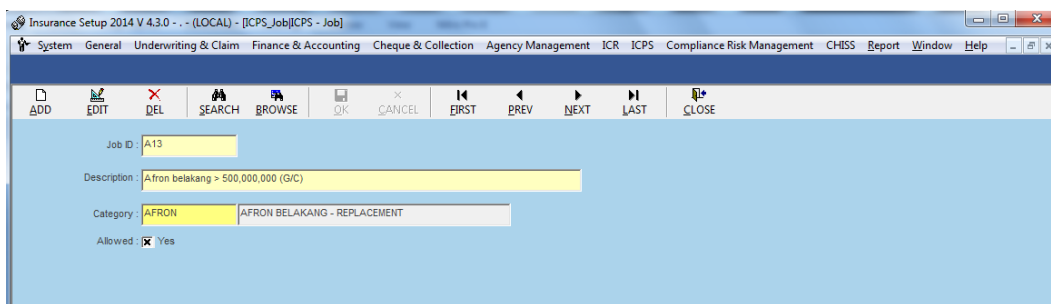 Insurance Setup 2014 V 4.3.0 - . - (LOCAL) - [ICPS_Job|ICPS - Job]
System General Underwriting & Claim Finance & Accounting Cheque & Collection Agency Management ICR ICPS Compliance Risk Management CHISS Report Window Help
ADD EDIT DEL SEARCH BROWSE OK CANCEL FIRST PREV NEXT LAST CLOSE
Job ID : A13
Description : Afron belakang > 500,000,000 (G/C)
Category : AFRON AFRON BELAKANG - REPLACEMENT
Allowed : Yes